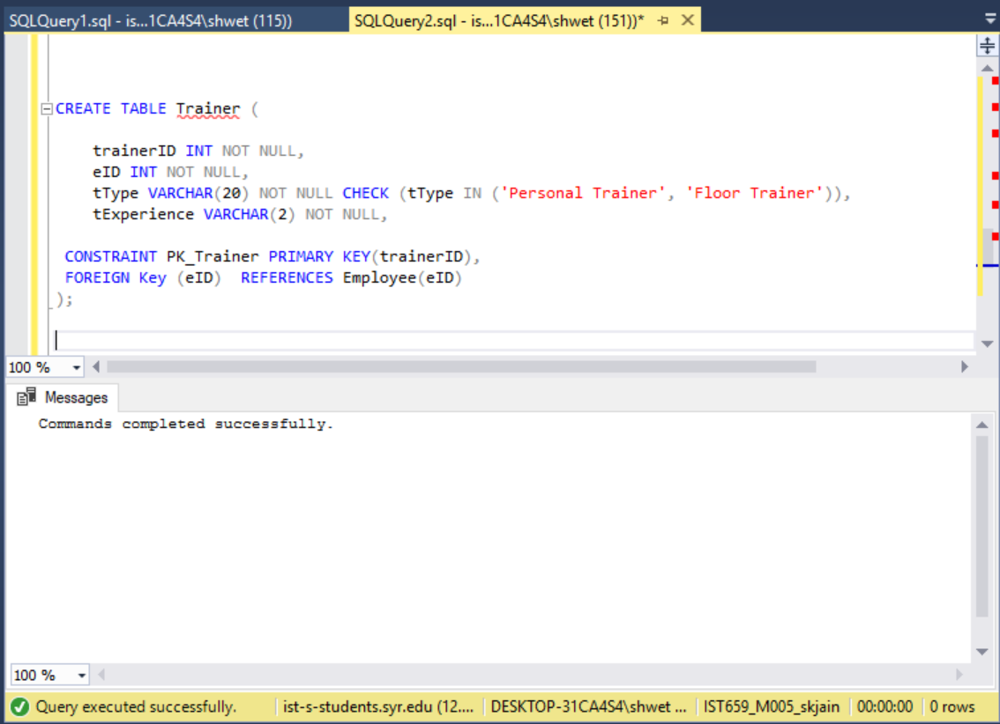 SQLQuery1.sql - is...1CA4S4\shwet (115)) SQLQuery2.sql - is...1CA4S4\shwet (151))*
CREATE TABLE Trainer (
trainerID INT NOT NULL,
eID INT NOT NULL,
tType VARCHAR(20) NOT NULL CHECK (tType IN ('Personal Trainer', 'Floor Trainer')),
tExperience VARCHAR(2) NOT NULL,
CONSTRAINT PK_Trainer PRIMARY KEY(trainerID),
FOREIGN Key (eID)  REFERENCES Employee(eID)
);
100 %
Messages
Commands completed successfully.
100 %
Query executed successfully. ist-s-students.syr.edu (12.... DESKTOP-31CA4S4\shwet ... IST659_M005_skjain 00:00:00 0 rows